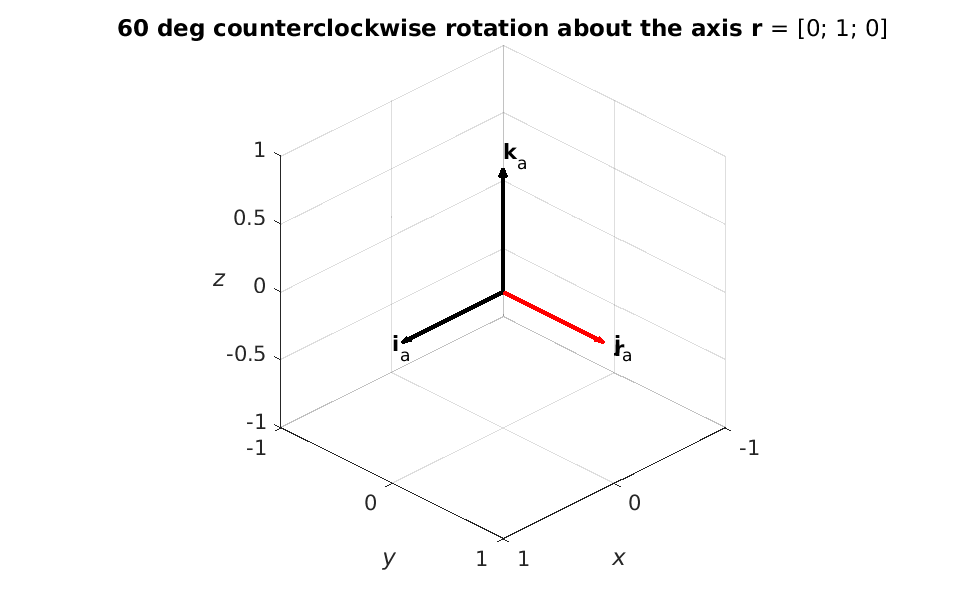 60 deg counterclockwise rotation about the axis r = [0; 1; 0]
k a
1
0.5
z
0
-0.5
-1
i a
j a
r
-1
0
y
1
1
0
x
-1